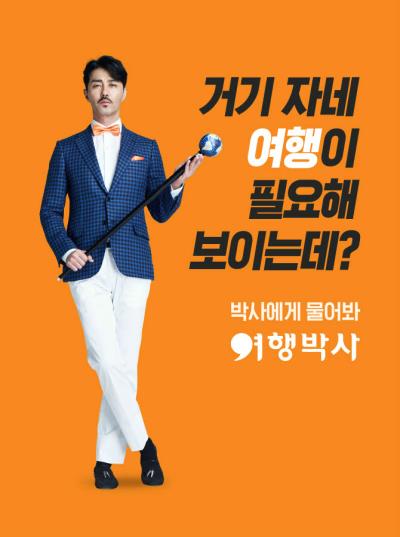 거기 자네
여행이
필요해
보이는데?
박사에게 물어봐
여행박사